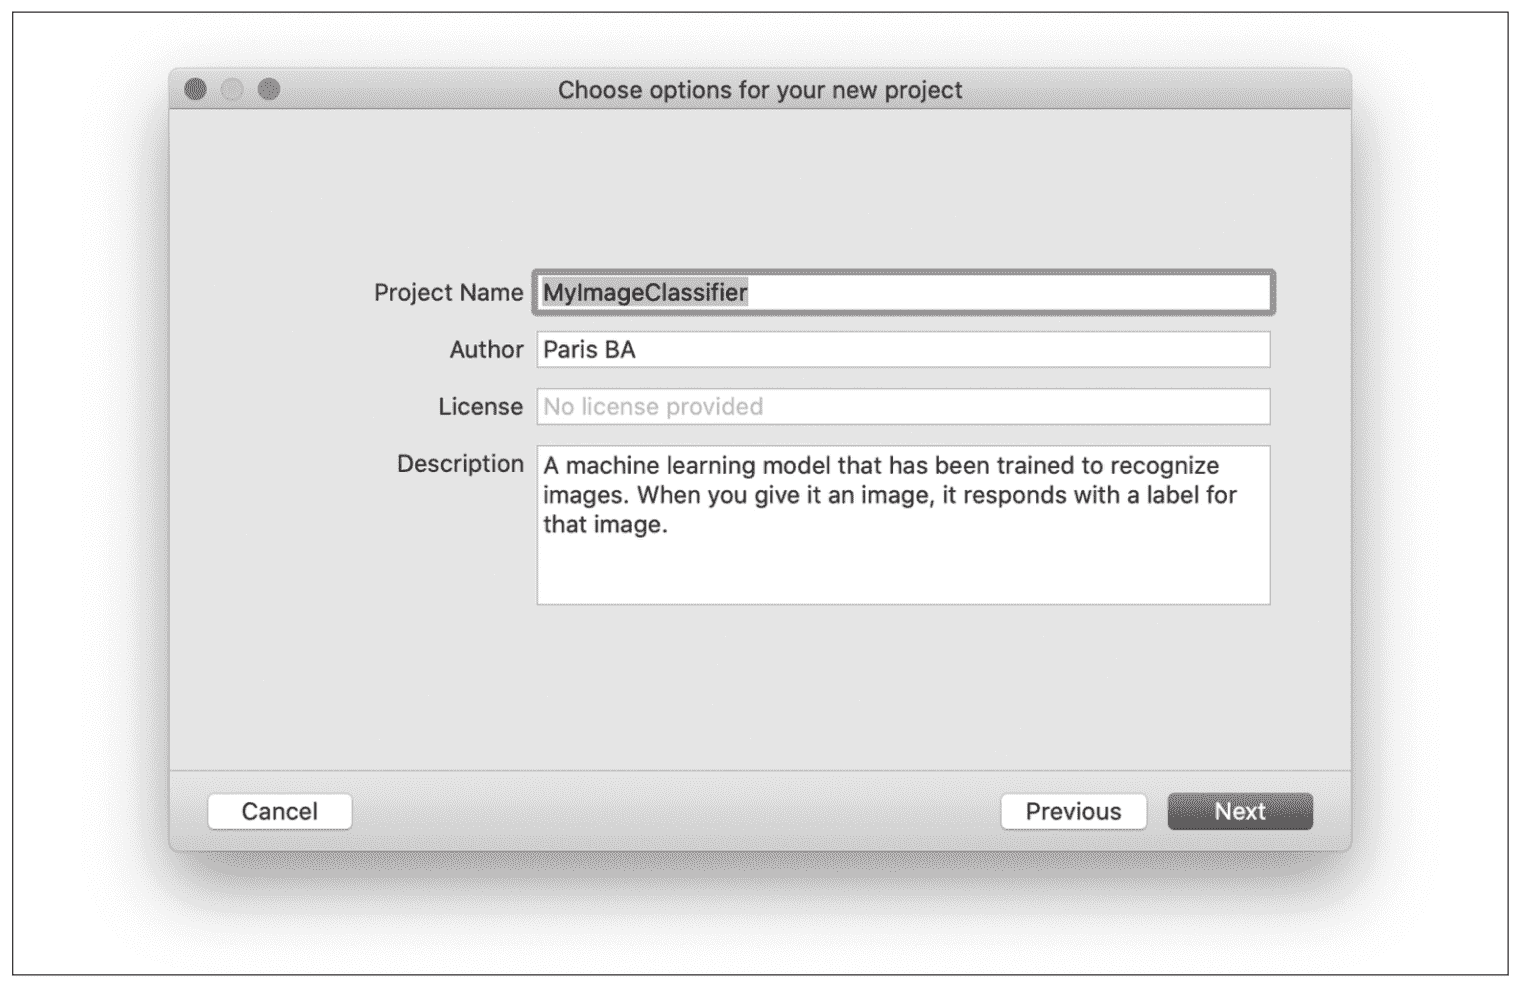 Choose options for your new project
Project Name MyImageClassifier
Author Paris BA
License No license provided
Description A machine learning model that has been trained to recognize
images. When you give it an image, it responds with a label for
that image.
Cancel Previous Next